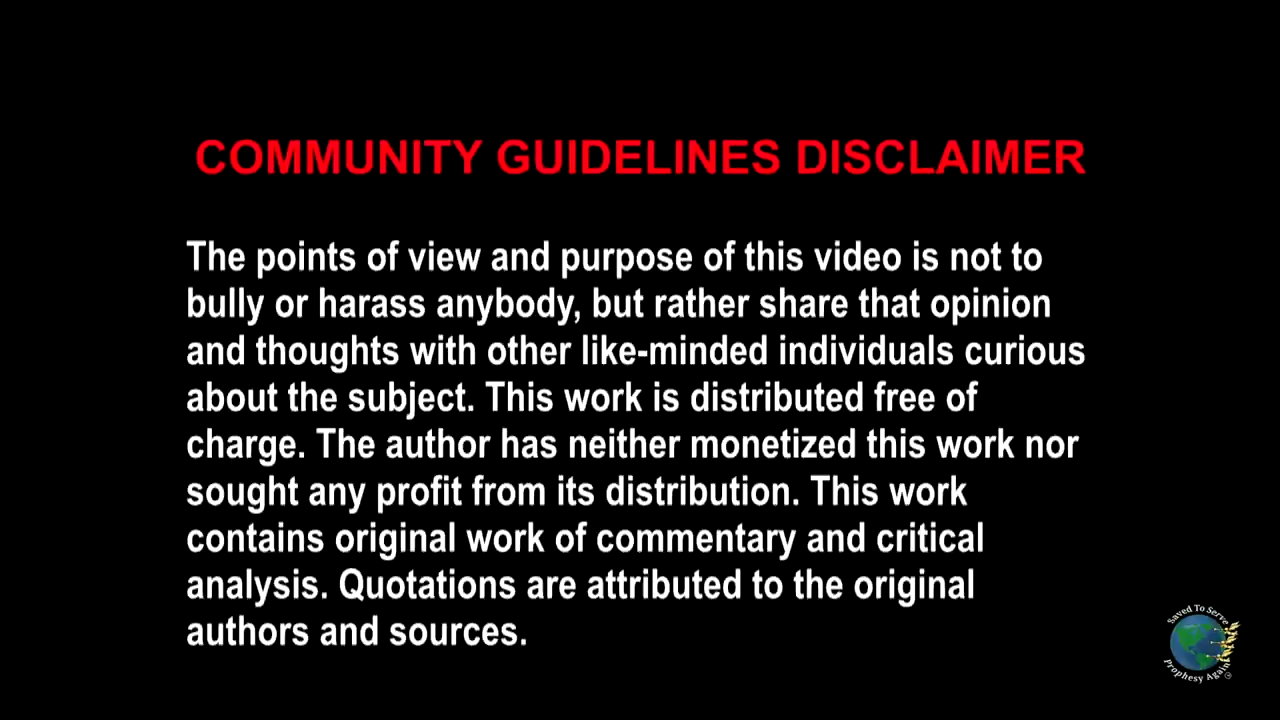 COMMUNITY GUIDELINES DISCLAIMER
The points of view and purpose of this video is not to
bully or harass anybody, but rather share that opinion
and thoughts with other like-minded individuals curious
about the subject. This work is distributed free of
charge. The author has neither monetized this work nor
sought any profit from its distribution. This work
contains original work of commentary and critical
analysis. Quotations are attributed to the original
authors and sources.
Saved To Serve
Prophesy Again